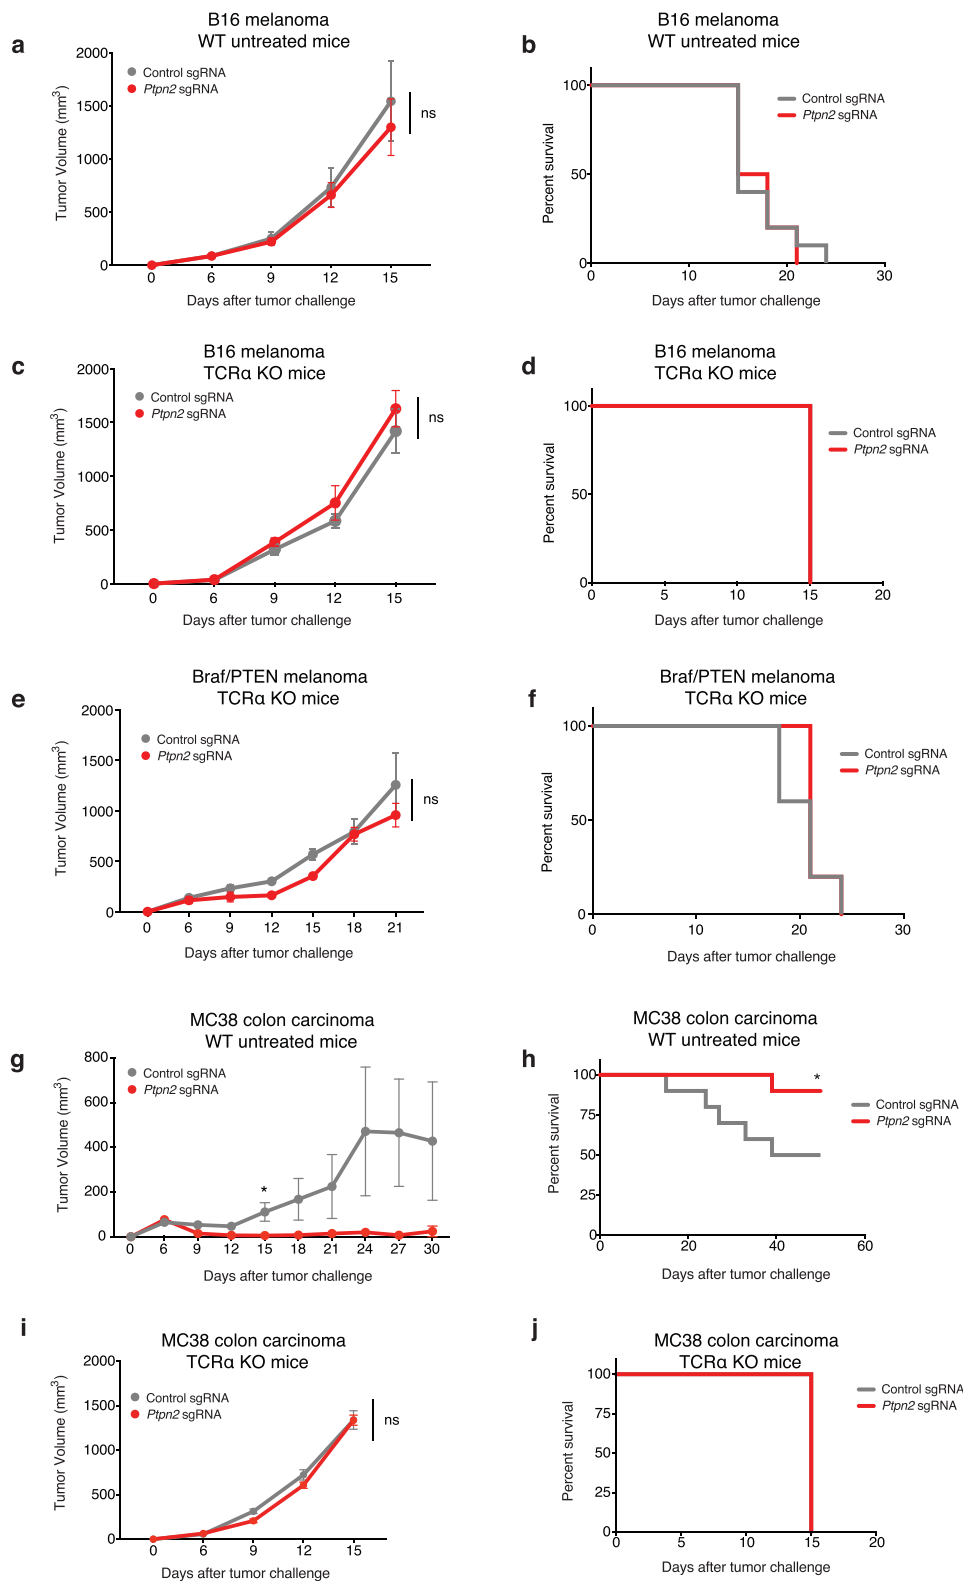 a
B16 melanoma
WT untreated mice
2000
1500
1000
500
0
Tumor Volume (mm3)
Control sgRNA
Ptpn2 sgRNA
ns
0 6 9 12 15
Days after tumor challenge
b
100
50
0
Percent survival
Control sgRNA
Ptpn2 sgRNA
0 10 20 30
Days after tumor challenge
c
B16 melanoma
TCRα KO mice
2000
1500
1000
500
0
Tumor Volume (mm3)
Control sgRNA
Ptpn2 sgRNA
ns
0 6 9 12 15
Days after tumor challenge
d
B16 melanoma
TCRα KO mice
100
50
0
Percent survival
Control sgRNA
Ptpn2 sgRNA
0 5 10 15 20
Days after tumor challenge
e
Braf/PTEN melanoma
TCRα KO mice
2000
1500
1000
500
0
Tumor Volume (mm3)
Control sgRNA
Ptpn2 sgRNA
ns
0 6 9 12 15 18 21
Days after tumor challenge
f
Braf/PTEN melanoma
TCRα KO mice
100
50
0
Percent survival
Control sgRNA
Ptpn2 sgRNA
0 10 20 30
Days after tumor challenge
g
MC38 colon carcinoma
WT untreated mice
800
600
400
200
0
Tumor Volume (mm3)
Control sgRNA
Ptpn2 sgRNA
*
0 6 9 12 15 18 21 24 27 30
Days after tumor challenge
h
MC38 colon carcinoma
WT untreated mice
100
75
50
25
0
Percent survival
*
Control sgRNA
Ptpn2 sgRNA
0 20 40 60
Days after tumor challenge
i
MC38 colon carcinoma
TCRα KO mice
2000
1500
1000
500
0
Tumor Volume (mm3)
Control sgRNA
Ptpn2 sgRNA
ns
0 6 9 12 15
Days after tumor challenge
j
MC38 colon carcinoma
TCRα KO mice
100
75
50
25
0
Percent survival
Control sgRNA
Ptpn2 sgRNA
0 5 10 15 20
Days after tumor challenge